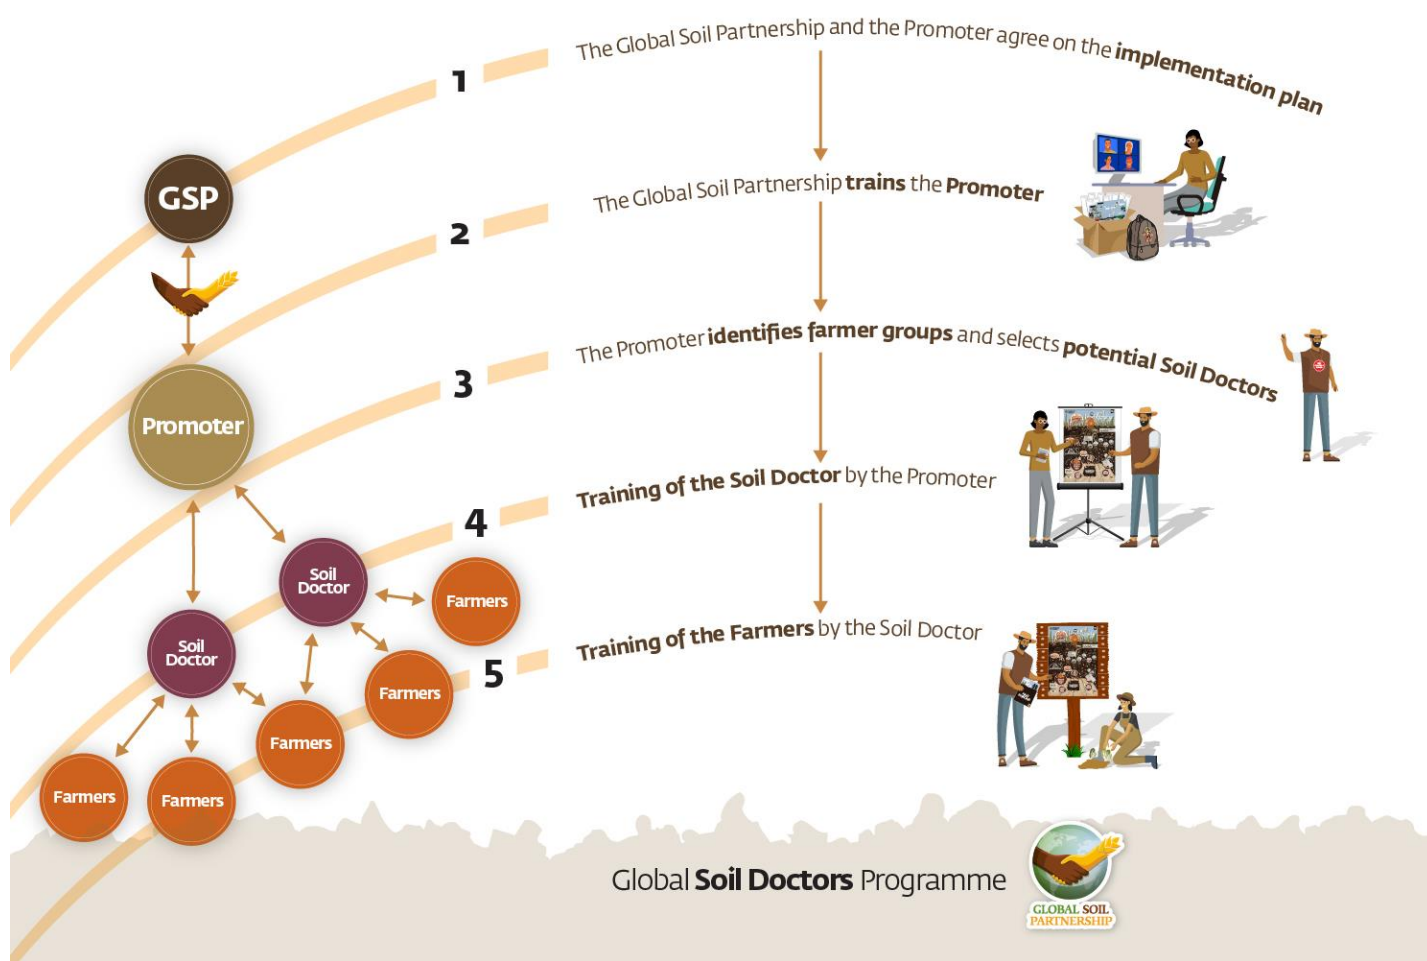 1
The Global Soil Partnership and the Promoter agree on the implementation plan
GSP
2
The Global Soil Partnership trains the Promoter
3
The Promoter identifies farmer groups and selects potential Soil Doctors
Promoter
4
Training of the Soil Doctor by the Promoter
Soil
Doctor
Farmers
Soil
Doctor
5
Training of the Farmers by the Soil Doctor
Farmers
Farmers
Farmers
Farmers
Global Soil Doctors Programme
GLOBAL SOIL
PARTNERSHIP